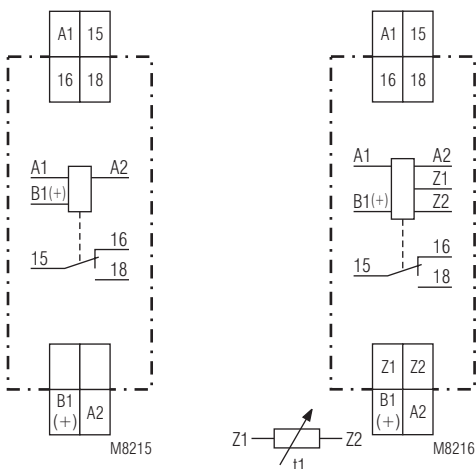 A1 15
16 18
A1 A2
B1(+)
15 16
18
B1 (+) A2
M8215
A1 15
16 18
A1 A2
Z1
B1(+) Z2
15 16
18
Z1 Z2
B1 (+) A2
M8216
Z1 Z2
t1